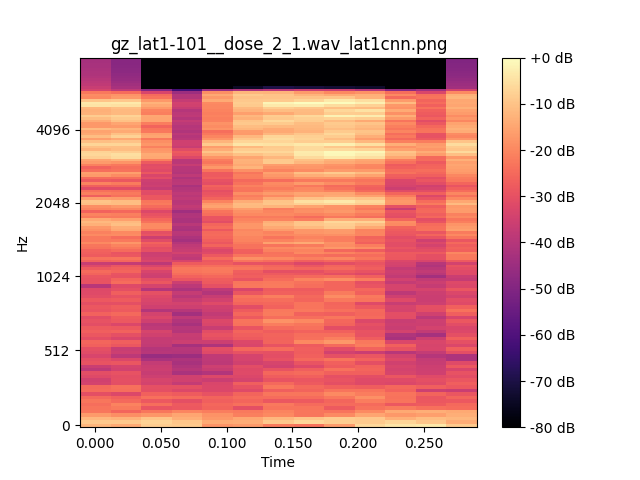 gz_lat1-101__dose_2_1.wav_lat1cnn.png
Hz
4096
2048
1024
512
0
0.000 0.050 0.100 0.150 0.200 0.250
Time
+0 dB
-10 dB
-20 dB
-30 dB
-40 dB
-50 dB
-60 dB
-70 dB
-80 dB